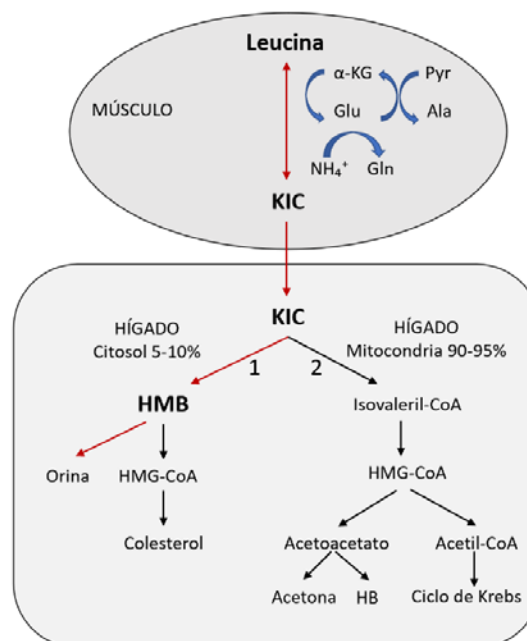 Leucina
α-KG Pyr
MÚSCULO
Glu Ala
NH₄⁺ Gln
KIC
KIC
HÍGADO
Citosol 5-10%
HÍGADO
Mitocondria 90-95%
1 2
HMB
Isovaleril-CoA
Orina HMG-CoA
HMG-CoA
Colesterol
Acetoacetato Acetil-CoA
Acetona HB Ciclo de Krebs